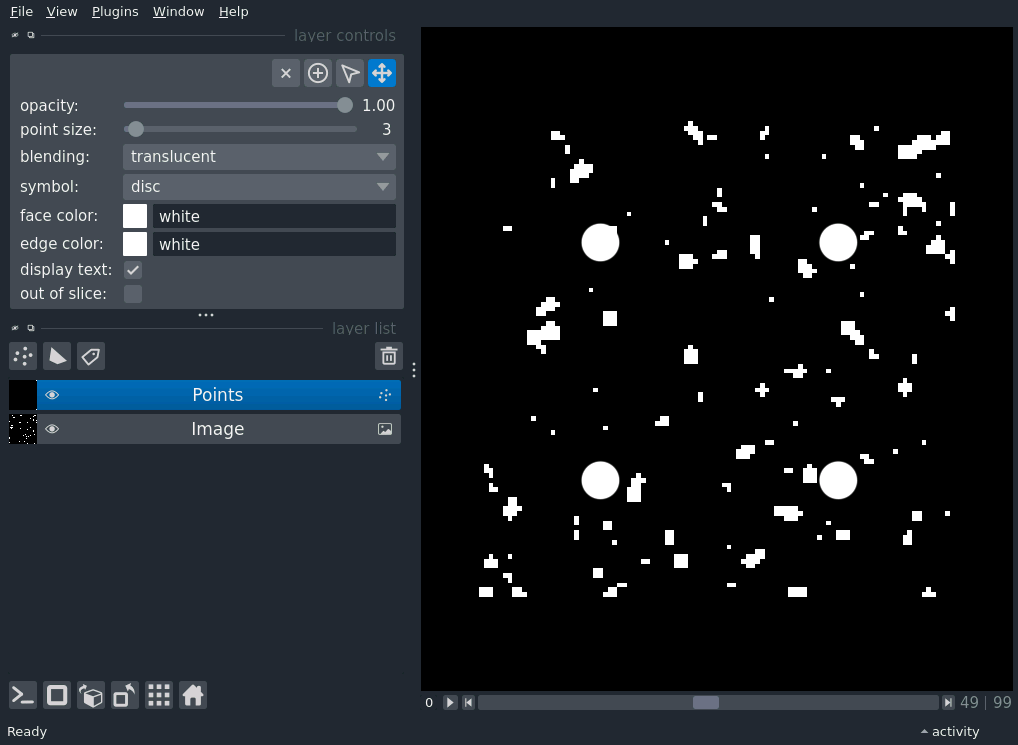 File View Plugins Window Help
layer controls
opacity: 1.00
point size: 3
blending: translucent
symbol: disc
face color: white
edge color: white
display text:
out of slice:
layer list
Points
Image
0 49 | 99
Ready activity